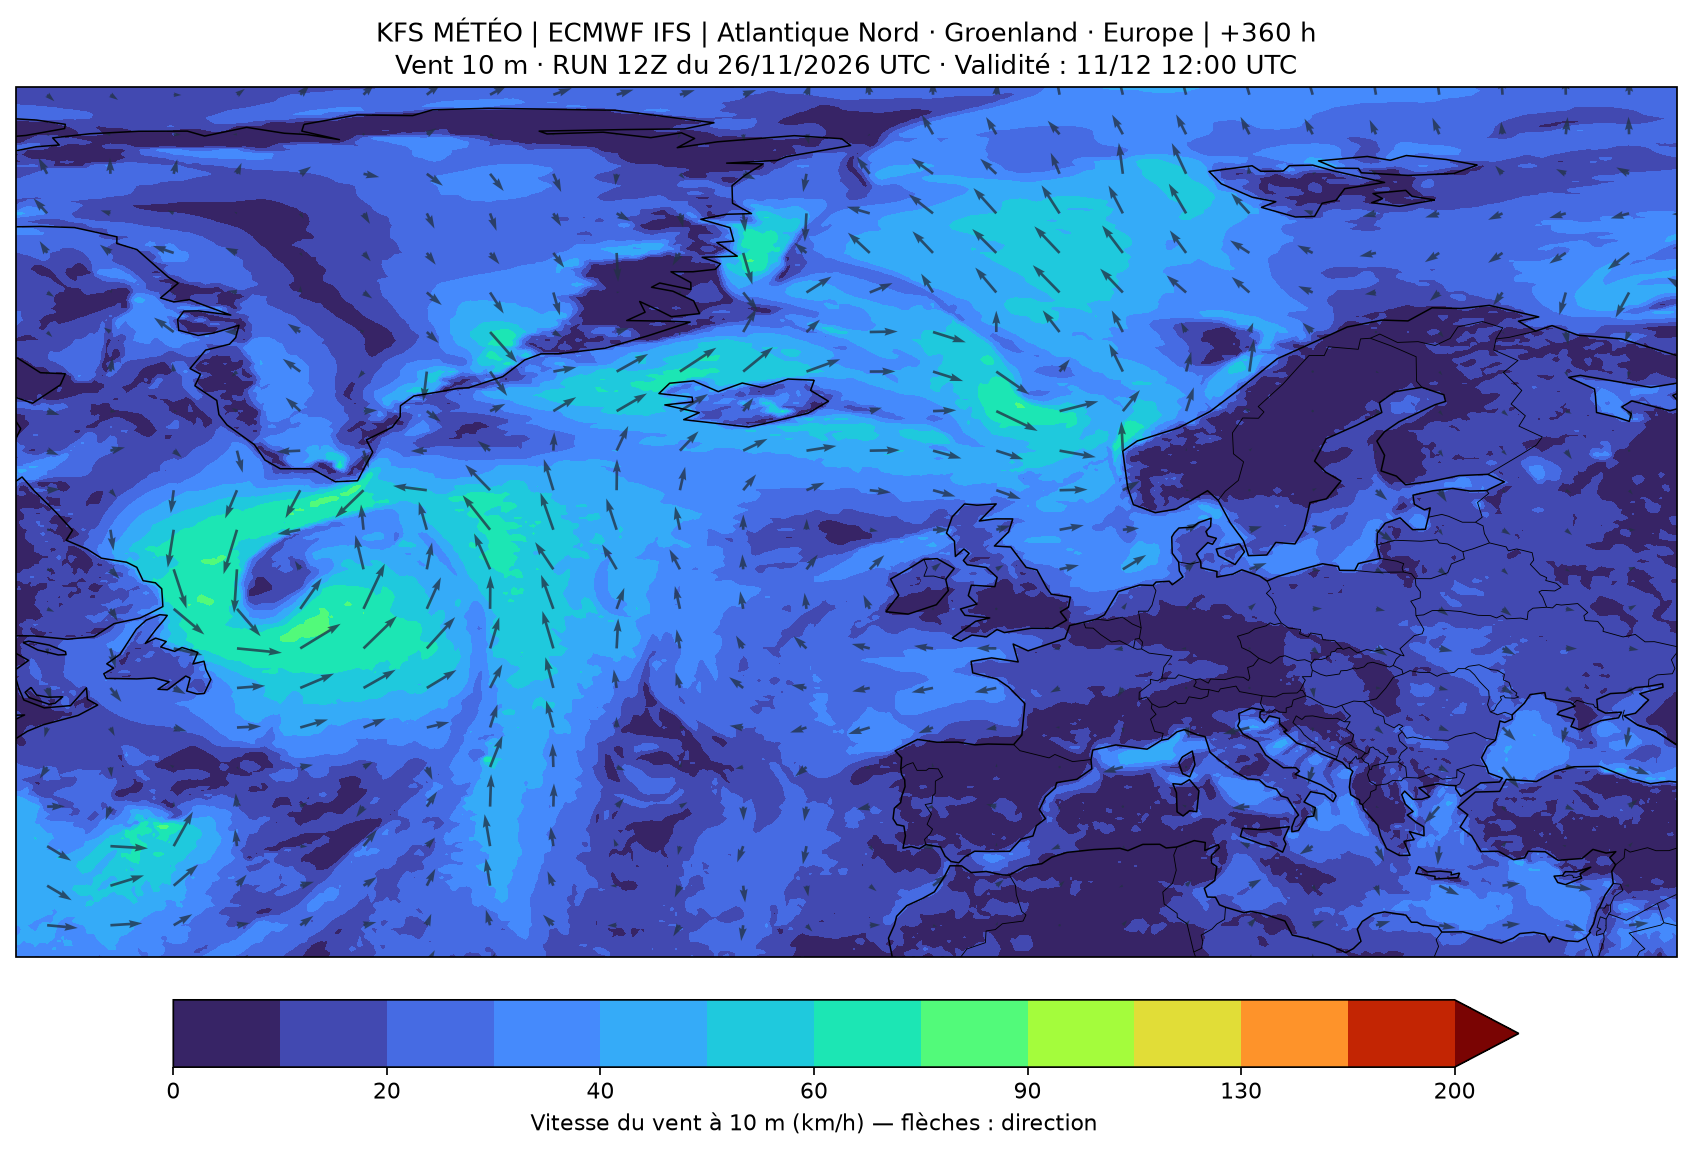 KFS MÉTÉO | ECMWF IFS | Atlantique Nord · Groenland · Europe | +360 h
Vent 10 m · RUN 12Z du 26/11/2026 UTC · Validité : 11/12 12:00 UTC
0 20 40 60 90 130 200
Vitesse du vent à 10 m (km/h) — flèches : direction